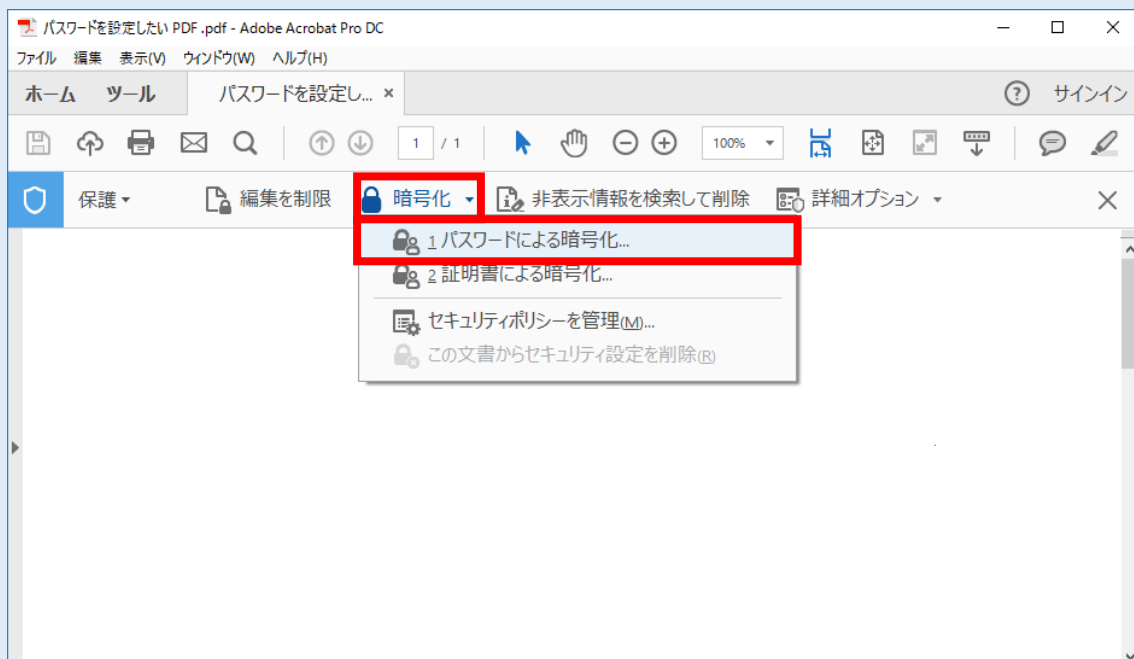 パスワードを設定したい PDF .pdf - Adobe Acrobat Pro DC
ファイル 編集 表示(V) ウィンドウ(W) ヘルプ(H)
ホーム ツール パスワードを設定し... × ? サインイン
1 / 1 100%
保護 編集を制限 暗号化 非表示情報を検索して削除 詳細オプション
1 パスワードによる暗号化...
2 証明書による暗号化...
セキュリティポリシーを管理(M)...
この文書からセキュリティ設定を削除(R)